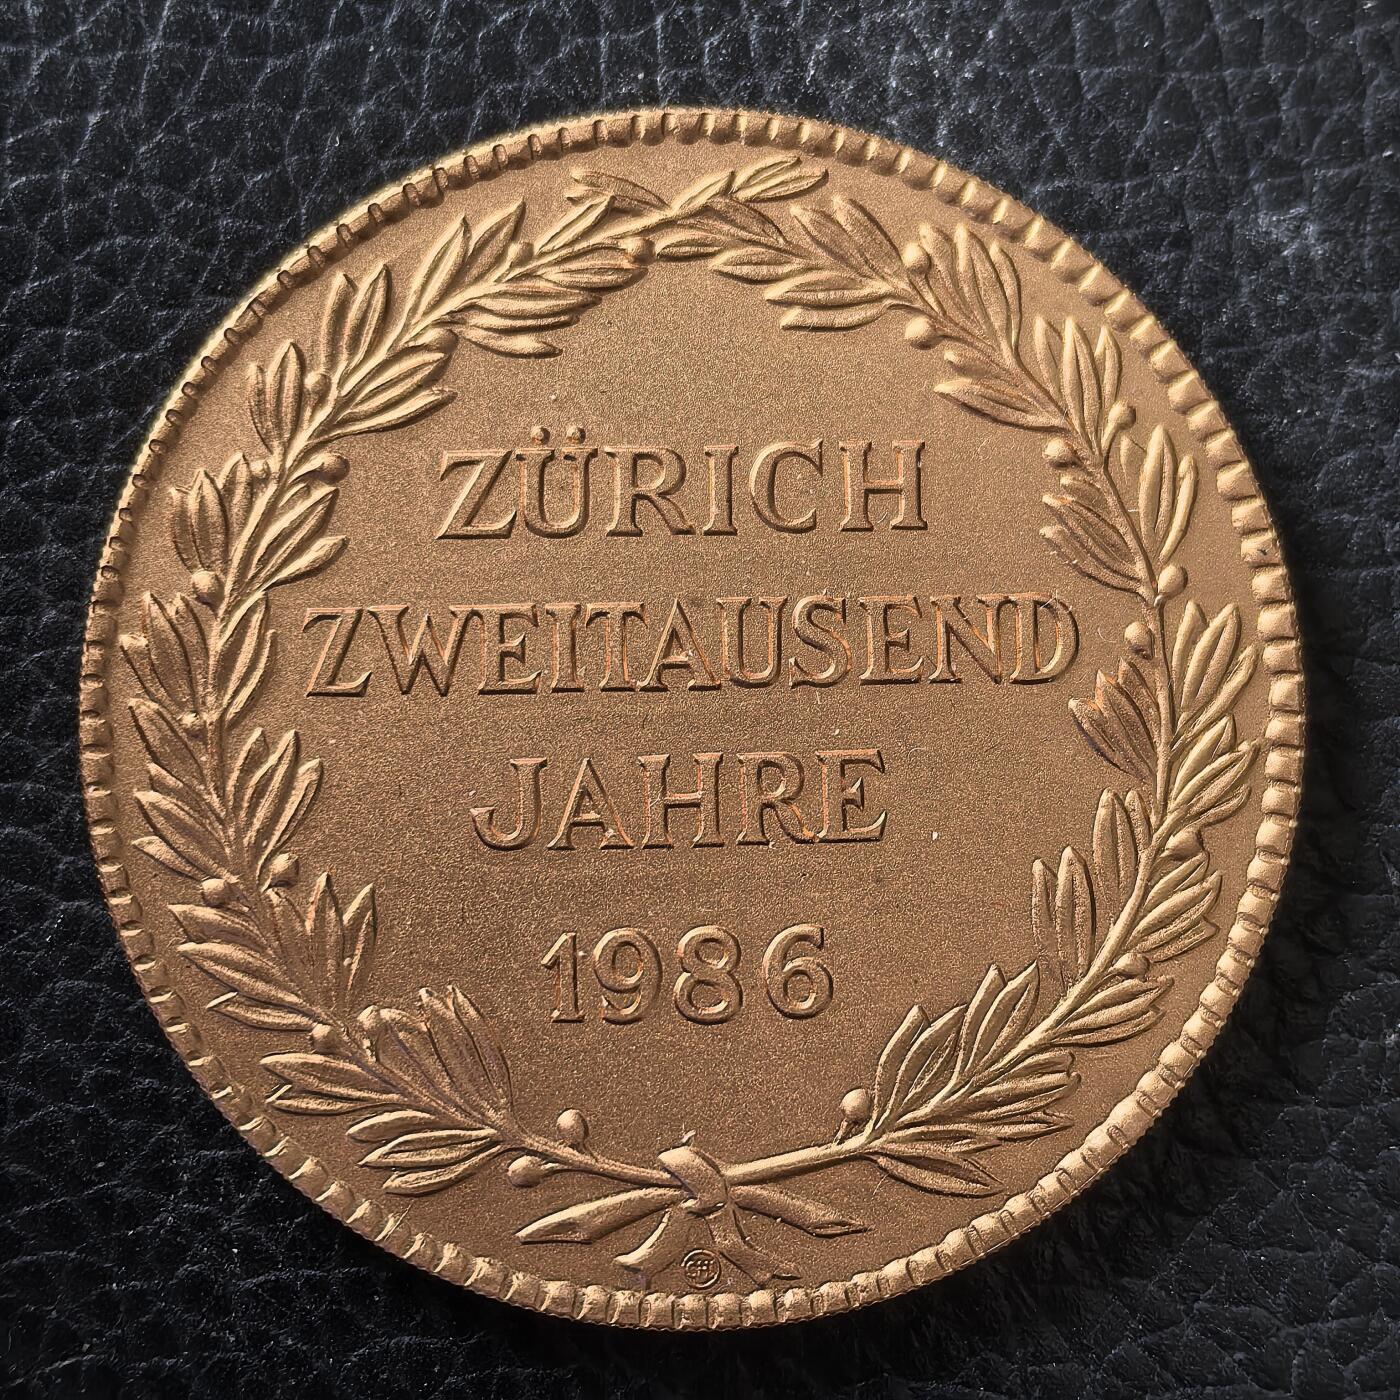 ZÜRICH
ZWEITAUSEND
JAHRE
1986